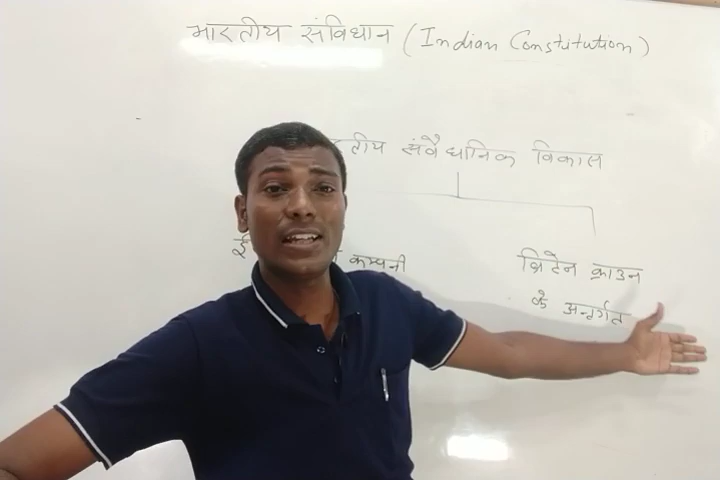 भारतीय संविधान (Indian Constitution)
तीय संवैधानिक विकास
ई कम्पनी
ब्रिटेन क्राउन
के अन्तर्गत